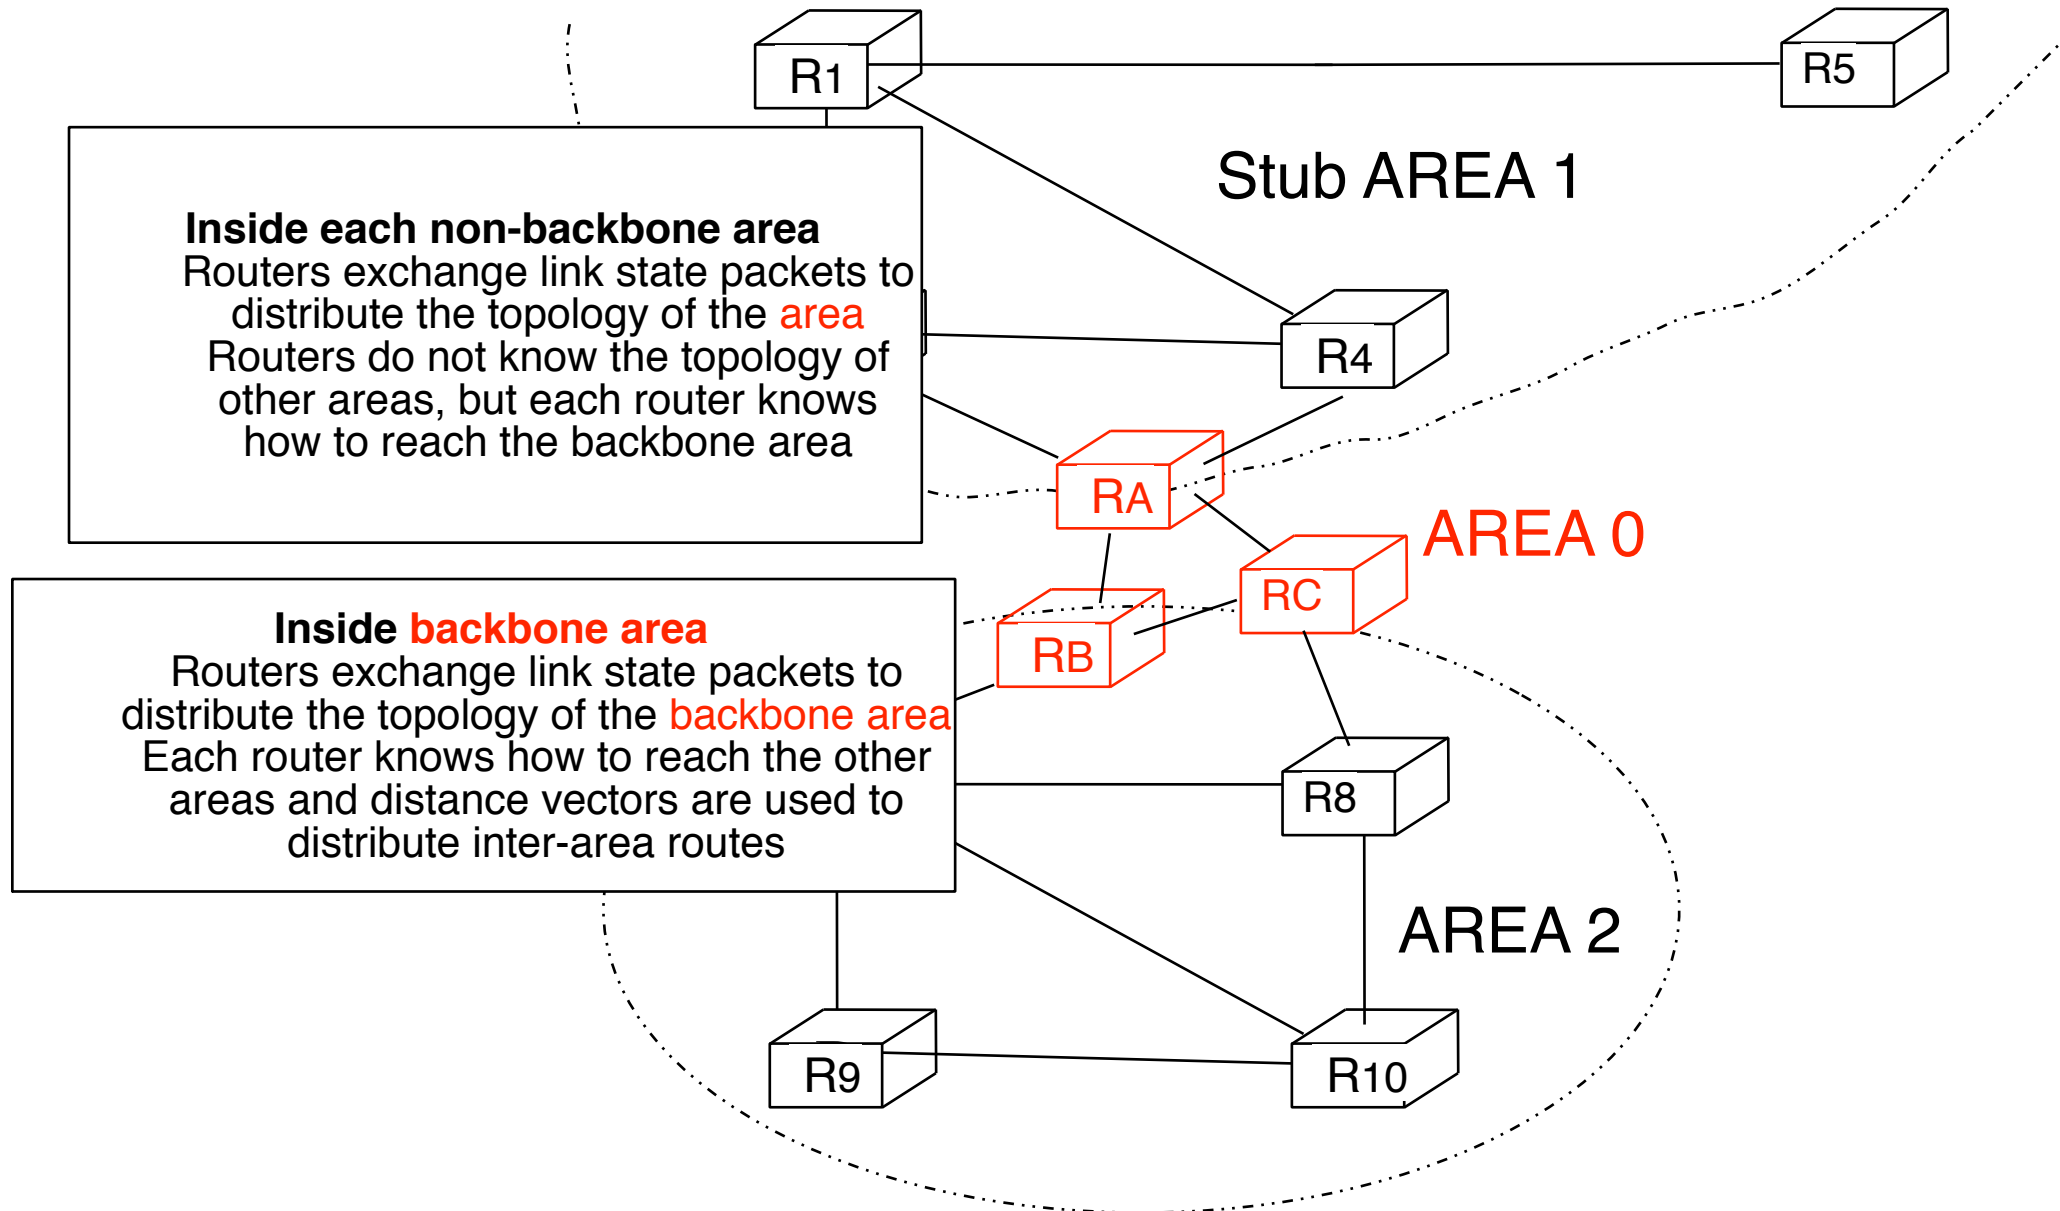 R1
R5
Stub AREA 1
Inside each non-backbone area
Routers exchange link state packets to
distribute the topology of the area
Routers do not know the topology of
other areas, but each router knows
how to reach the backbone area
R4
RA
AREA 0
RC
RB
Inside backbone area
Routers exchange link state packets to
distribute the topology of the backbone area
Each router knows how to reach the other
areas and distance vectors are used to
distribute inter-area routes
R8
AREA 2
R9
R10